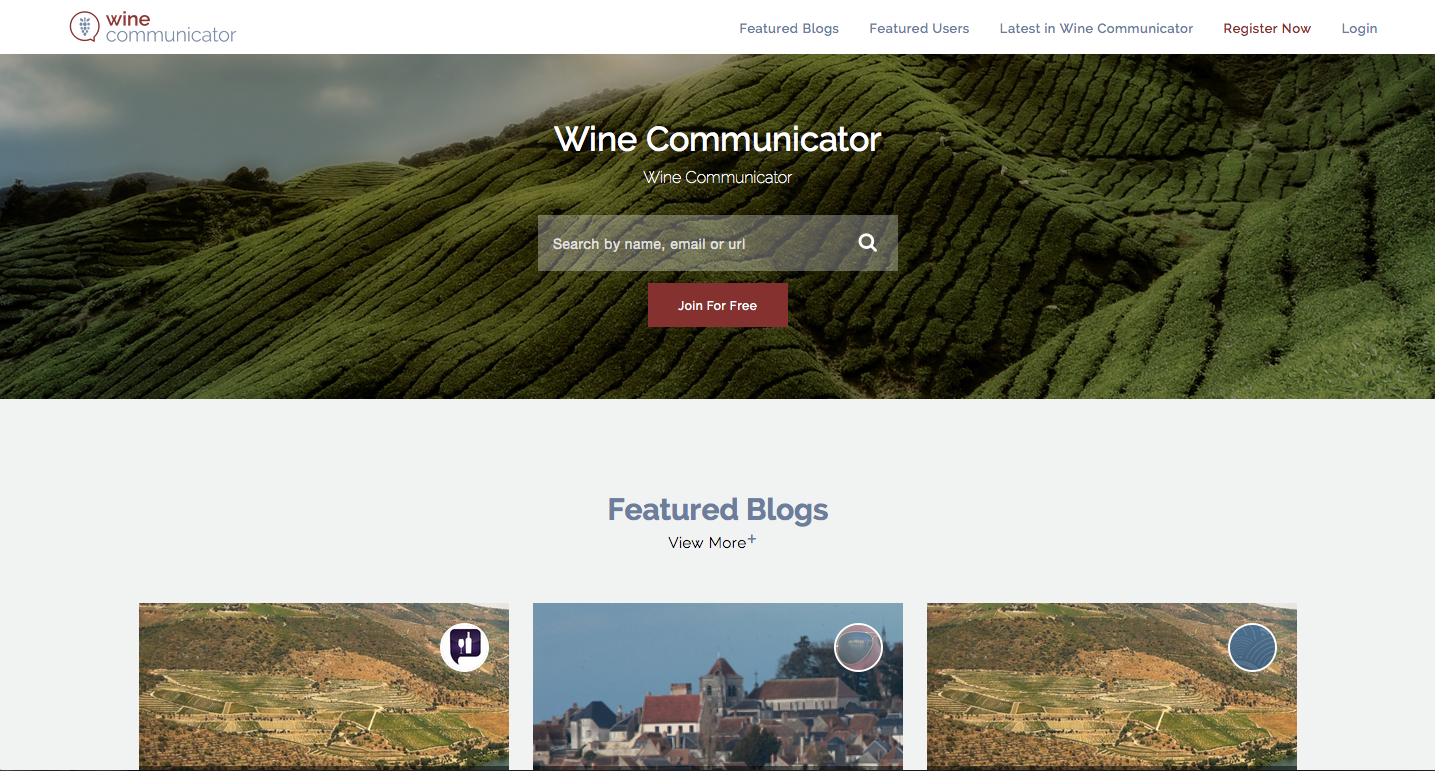 wine
communicator
Featured Blogs
Featured Users
Latest in Wine Communicator
Register Now
Login
Wine Communicator
Wine Communicator
Search by name, email or url
Join For Free
Featured Blogs
View More+